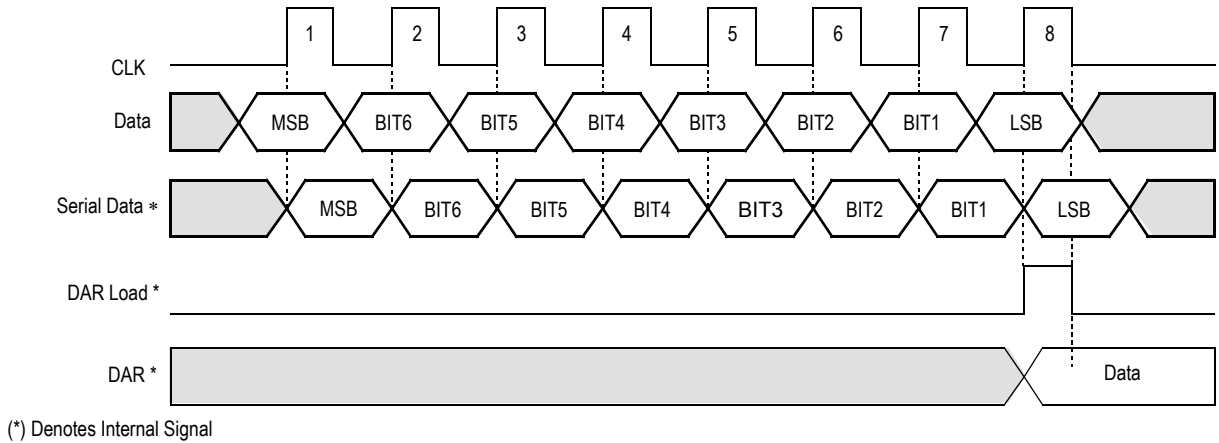 1 2 3 4 5 6 7 8
CLK
Data MSB BIT6 BIT5 BIT4 BIT3 BIT2 BIT1 LSB
Serial Data * MSB BIT6 BIT5 BIT4 BIT3 BIT2 BIT1 LSB
DAR Load *
DAR * Data
(*) Denotes Internal Signal